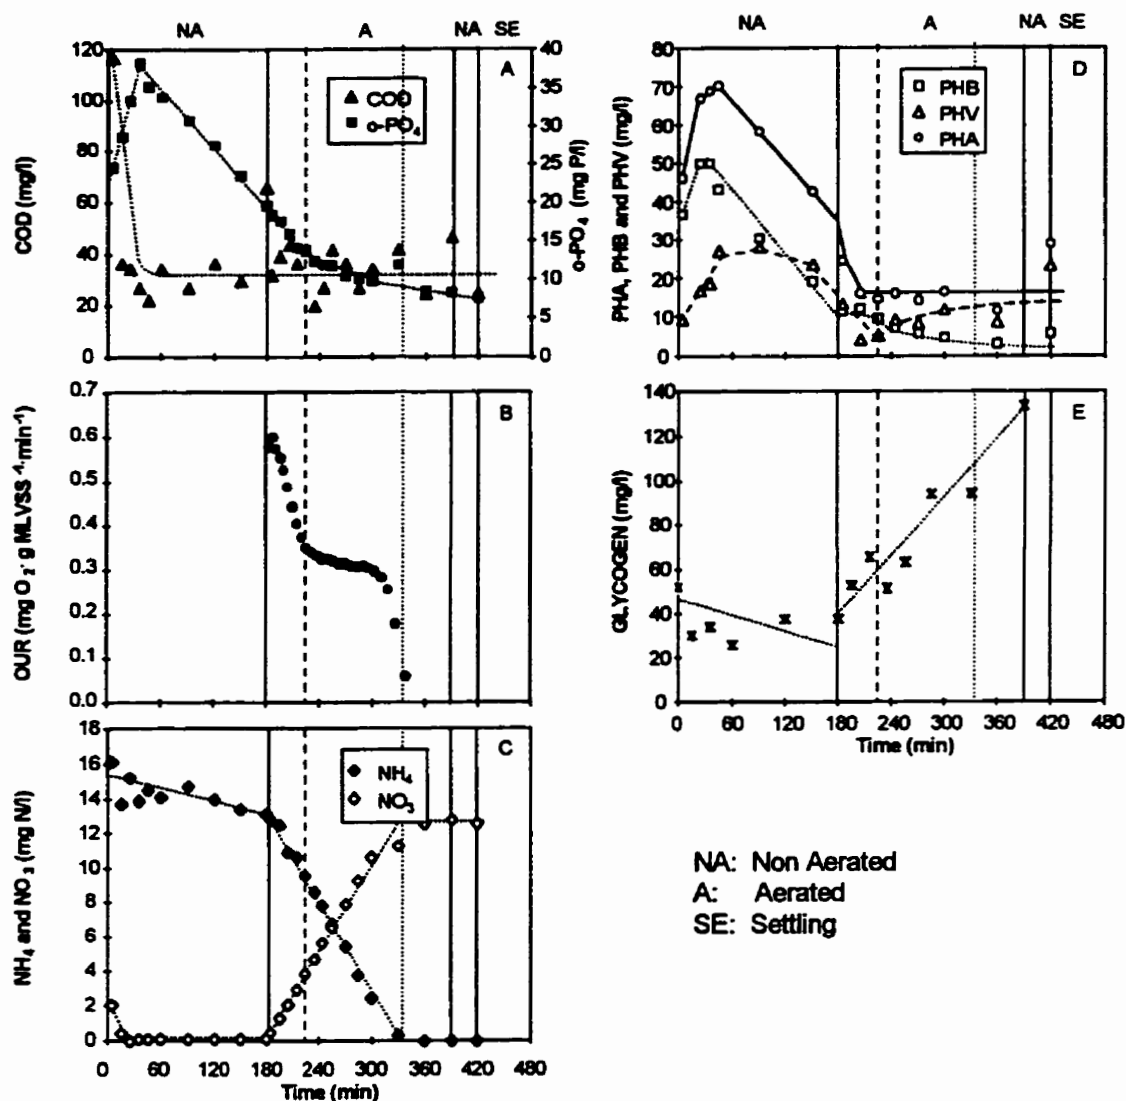 NA A NA SE
120
100
80
60
40
20
0
COD (mg/l)
A
COD
o-PO4
40
35
30
25
20
15
10
5
0
o-PO4 (mg P/l)
0.7
0.6
0.5
0.4
0.3
0.2
0.1
0.0
OUR (mg O2· g MLVSS-1·min-1)
B
18
16
14
12
10
8
6
4
2
0
NH4 and NO3 (mg N/l)
C
NH4
NO3
0 60 120 180 240 300 360 420 480
Time (min)
NA A NA SE
80
70
60
50
40
30
20
10
0
PHA, PHB and PHV (mg/l)
D
PHB
PHV
PHA
140
120
100
80
60
40
20
0
GLYCOGEN (mg/l)
E
0 60 120 180 240 300 360 420 480
Time (min)
NA: Non Aerated
A: Aerated
SE: Settling